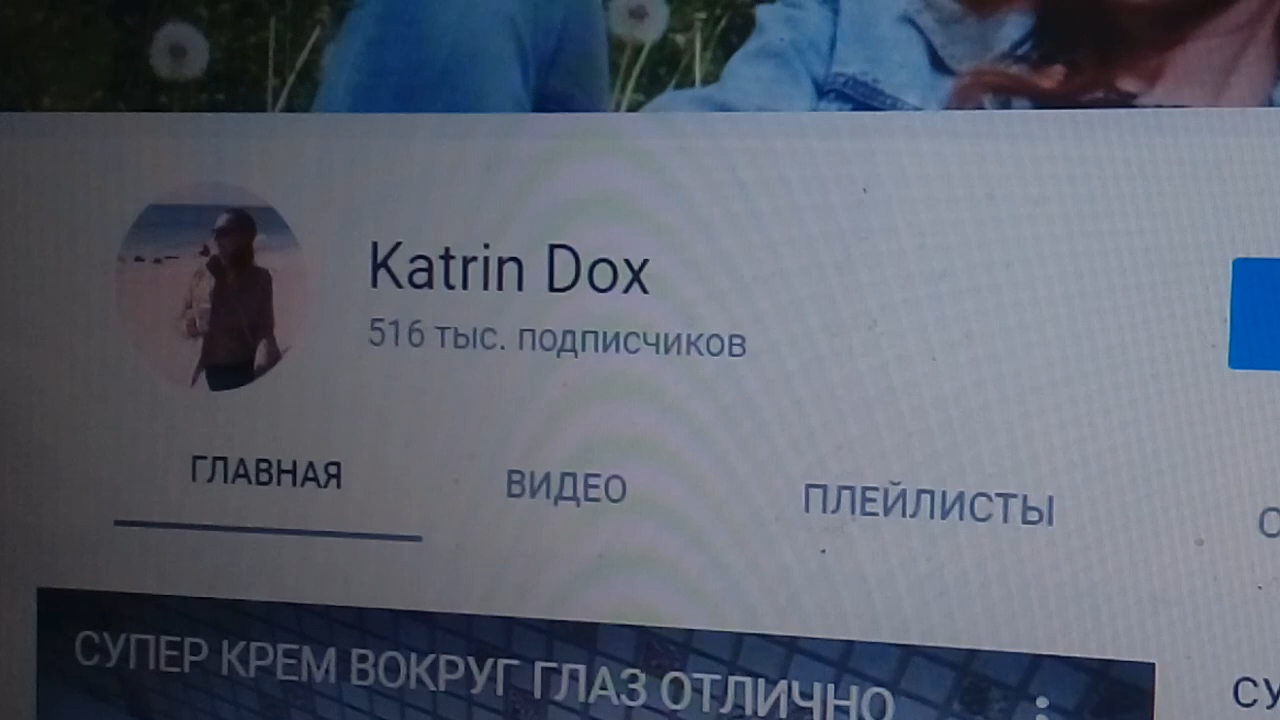 Katrin Dox
516 тыс. подписчиков
ГЛАВНАЯ ВИДЕО ПЛЕЙЛИСТЫ
СУПЕР КРЕМ ВОКРУГ ГЛАЗ ОТЛИЧНО